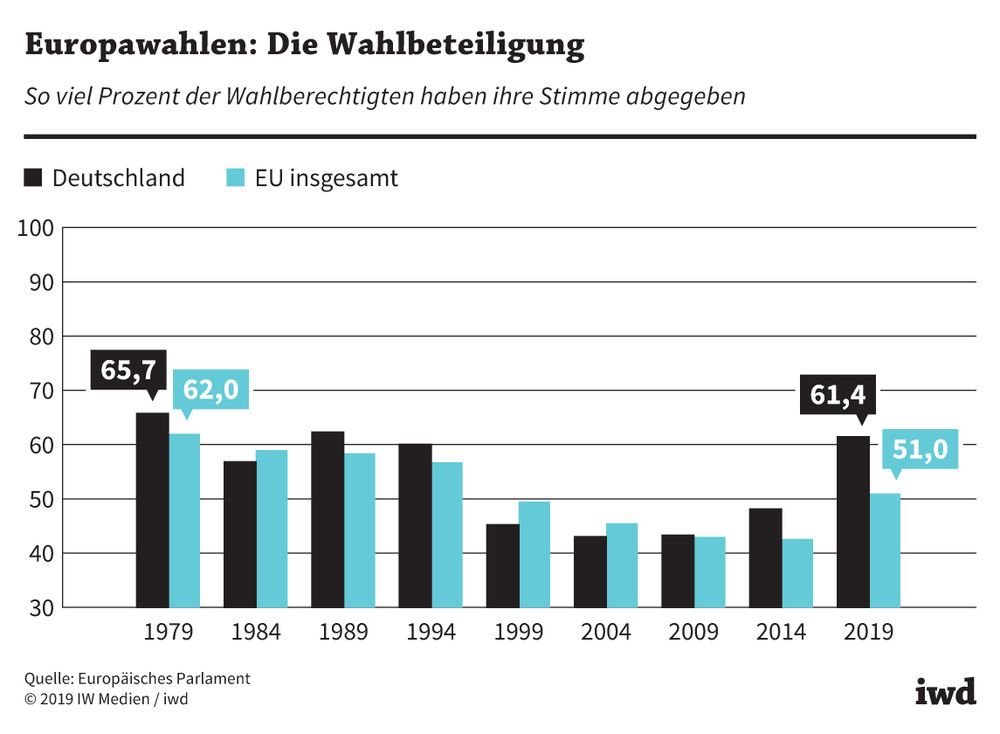 Europawahlen: Die Wahlbeteiligung
So viel Prozent der Wahlberechtigten haben ihre Stimme abgegeben
Deutschland EU insgesamt
100
90
80
70
60
50
40
30
65,7
62,0
61,4
51,0
1979 1984 1989 1994 1999 2004 2009 2014 2019
Quelle: Europäisches Parlament
© 2019 IW Medien / iwd
iwd